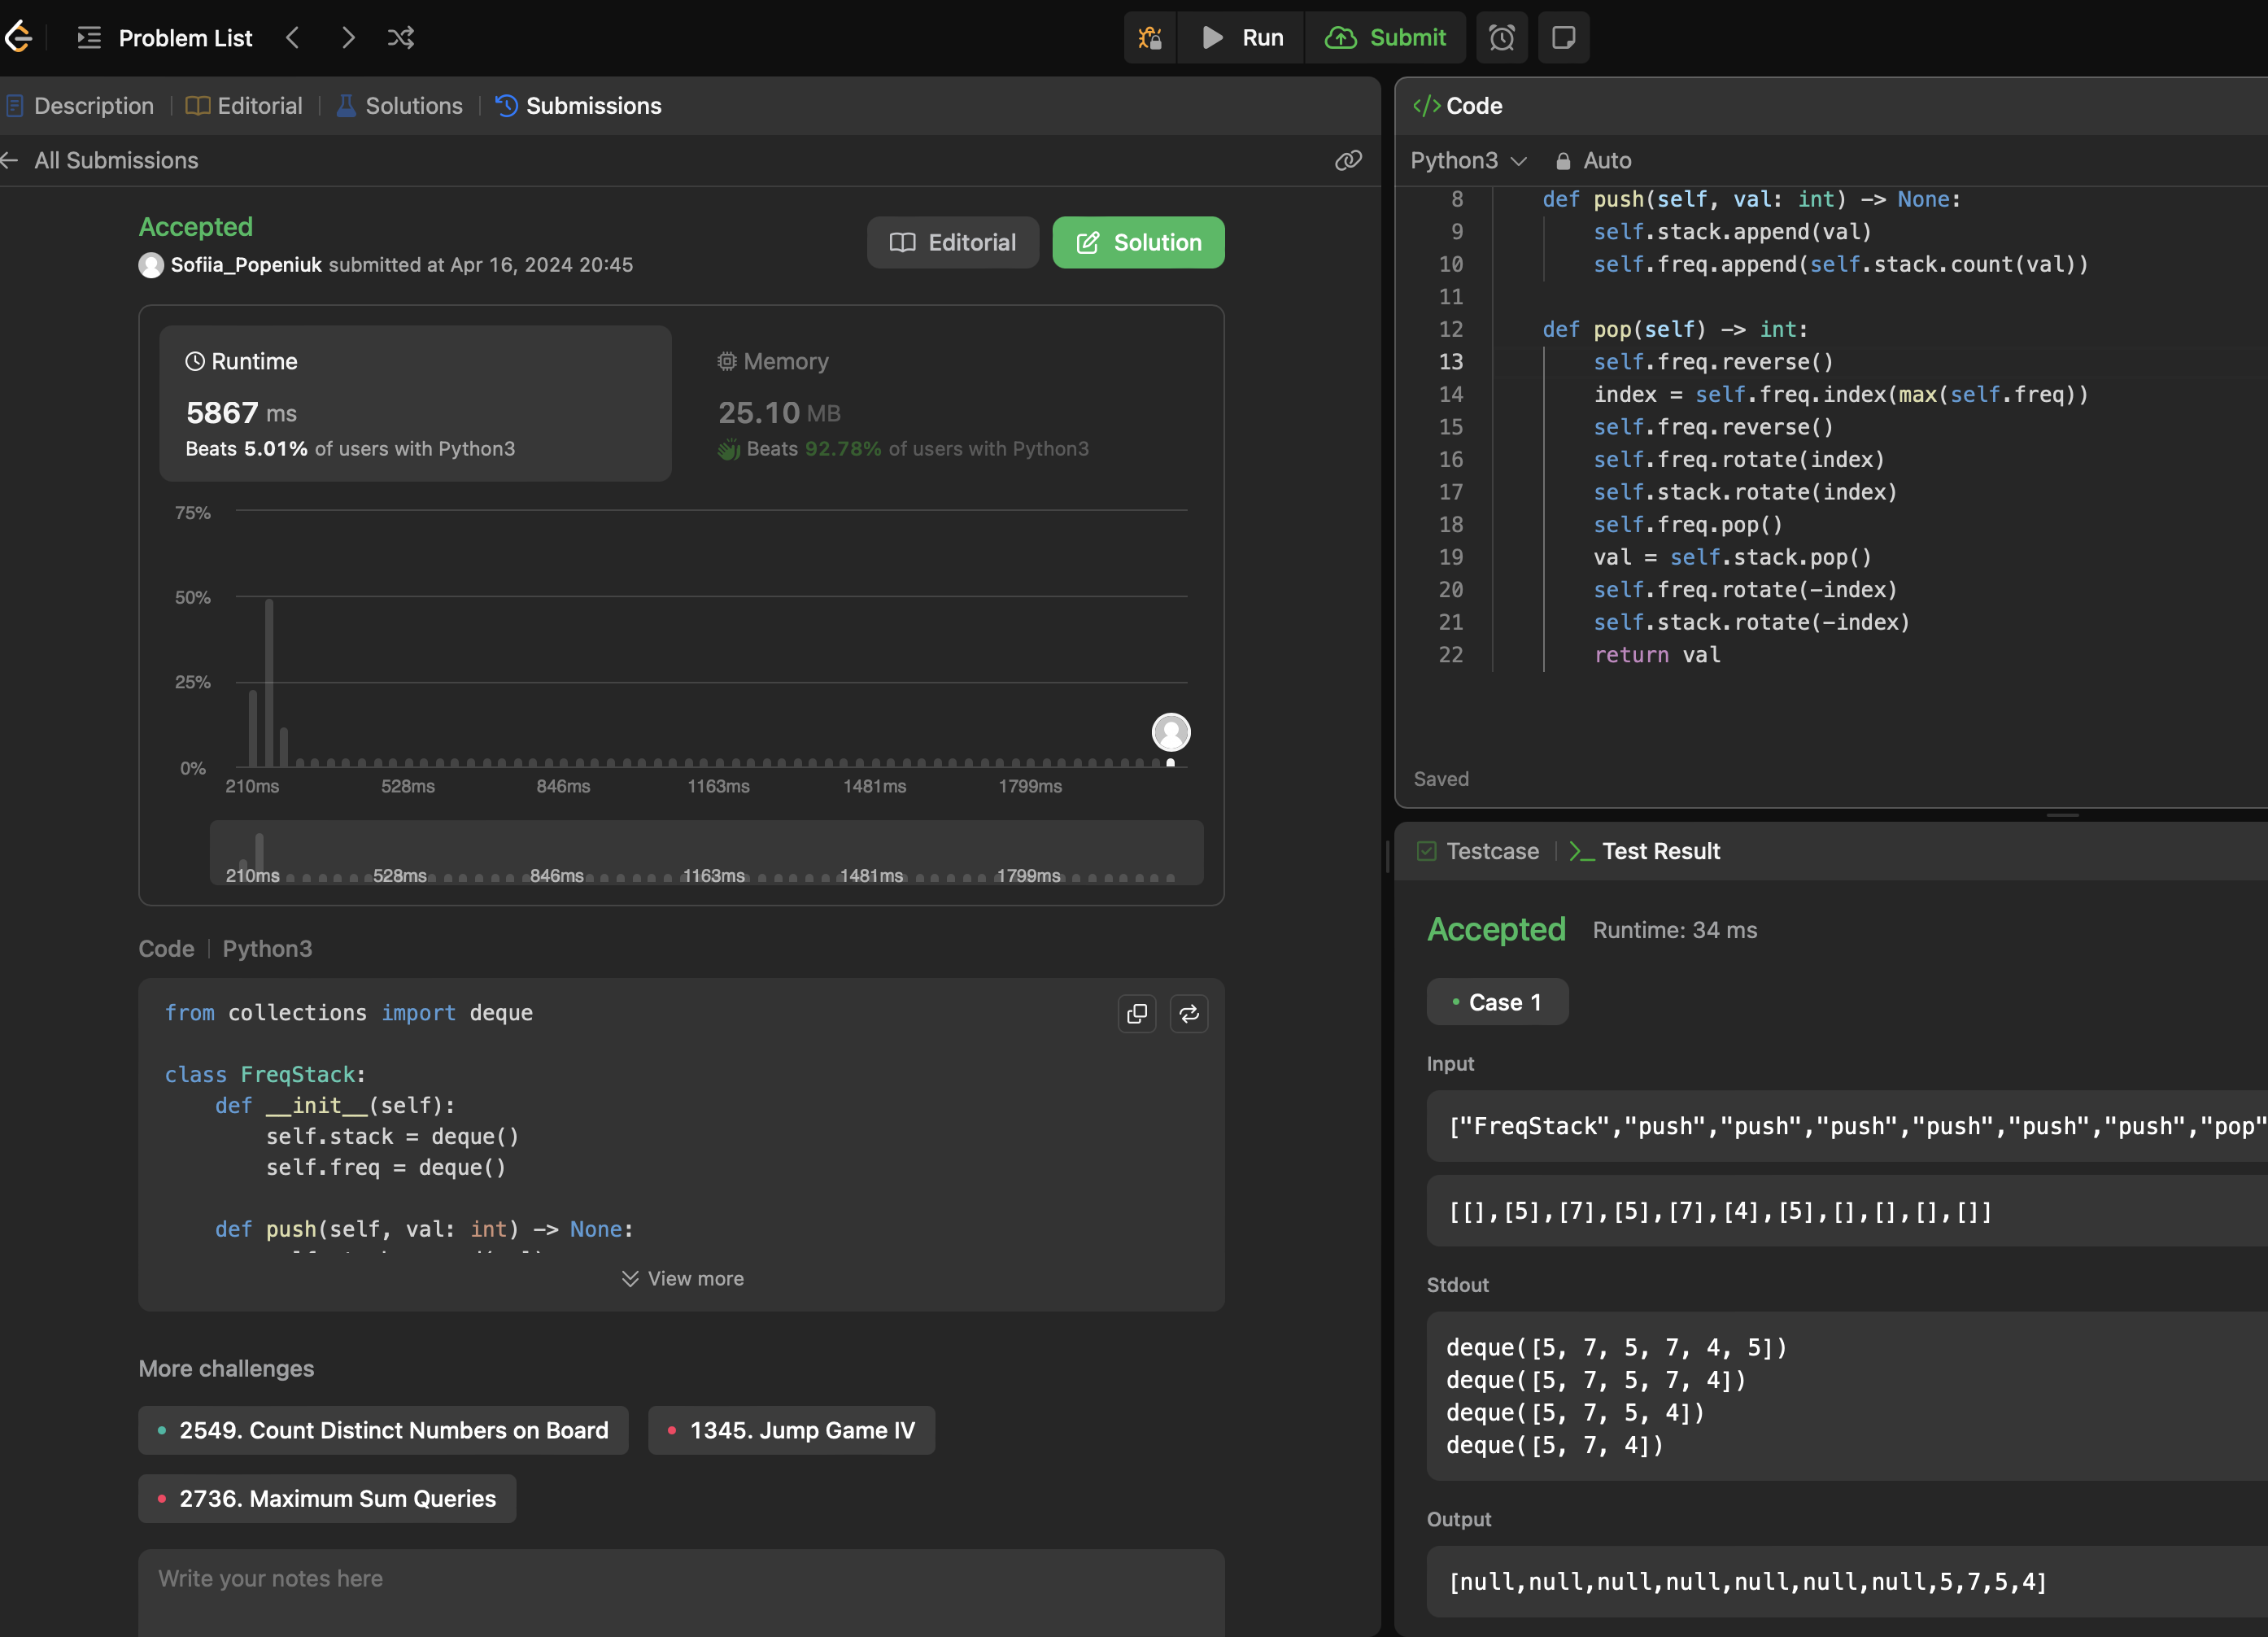 Problem List
Run
Submit
Description
Editorial
Solutions
Submissions
All Submissions
Accepted
Sofiia_Popeniuk submitted at Apr 16, 2024 20:45
Editorial
Solution
Runtime
5867 ms
Beats 5.01% of users with Python3
Memory
25.10 MB
Beats 92.78% of users with Python3
75%
50%
25%
0%
210ms 528ms 846ms 1163ms 1481ms 1799ms
210ms 528ms 846ms 1163ms 1481ms 1799ms
Code Python3
from collections import deque
class FreqStack:
def __init__(self):
self.stack = deque()
self.freq = deque()
def push(self, val: int) -> None:
View more
More challenges
2549. Count Distinct Numbers on Board
1345. Jump Game IV
2736. Maximum Sum Queries
Write your notes here
</> Code
Python3
Auto
8 def push(self, val: int) -> None:
9 self.stack.append(val)
10 self.freq.append(self.stack.count(val))
11
12 def pop(self) -> int:
13 self.freq.reverse()
14 index = self.freq.index(max(self.freq))
15 self.freq.reverse()
16 self.freq.rotate(index)
17 self.stack.rotate(index)
18 self.freq.pop()
19 val = self.stack.pop()
20 self.freq.rotate(-index)
21 self.stack.rotate(-index)
22 return val
Saved
Testcase
Test Result
Accepted Runtime: 34 ms
Case 1
Input
["FreqStack","push","push","push","push","push","push","pop"
[[],[5],[7],[5],[7],[4],[5],[],[],[],[]]
Stdout
deque([5, 7, 5, 7, 4, 5])
deque([5, 7, 5, 7, 4])
deque([5, 7, 5, 4])
deque([5, 7, 4])
Output
[null,null,null,null,null,null,null,5,7,5,4]